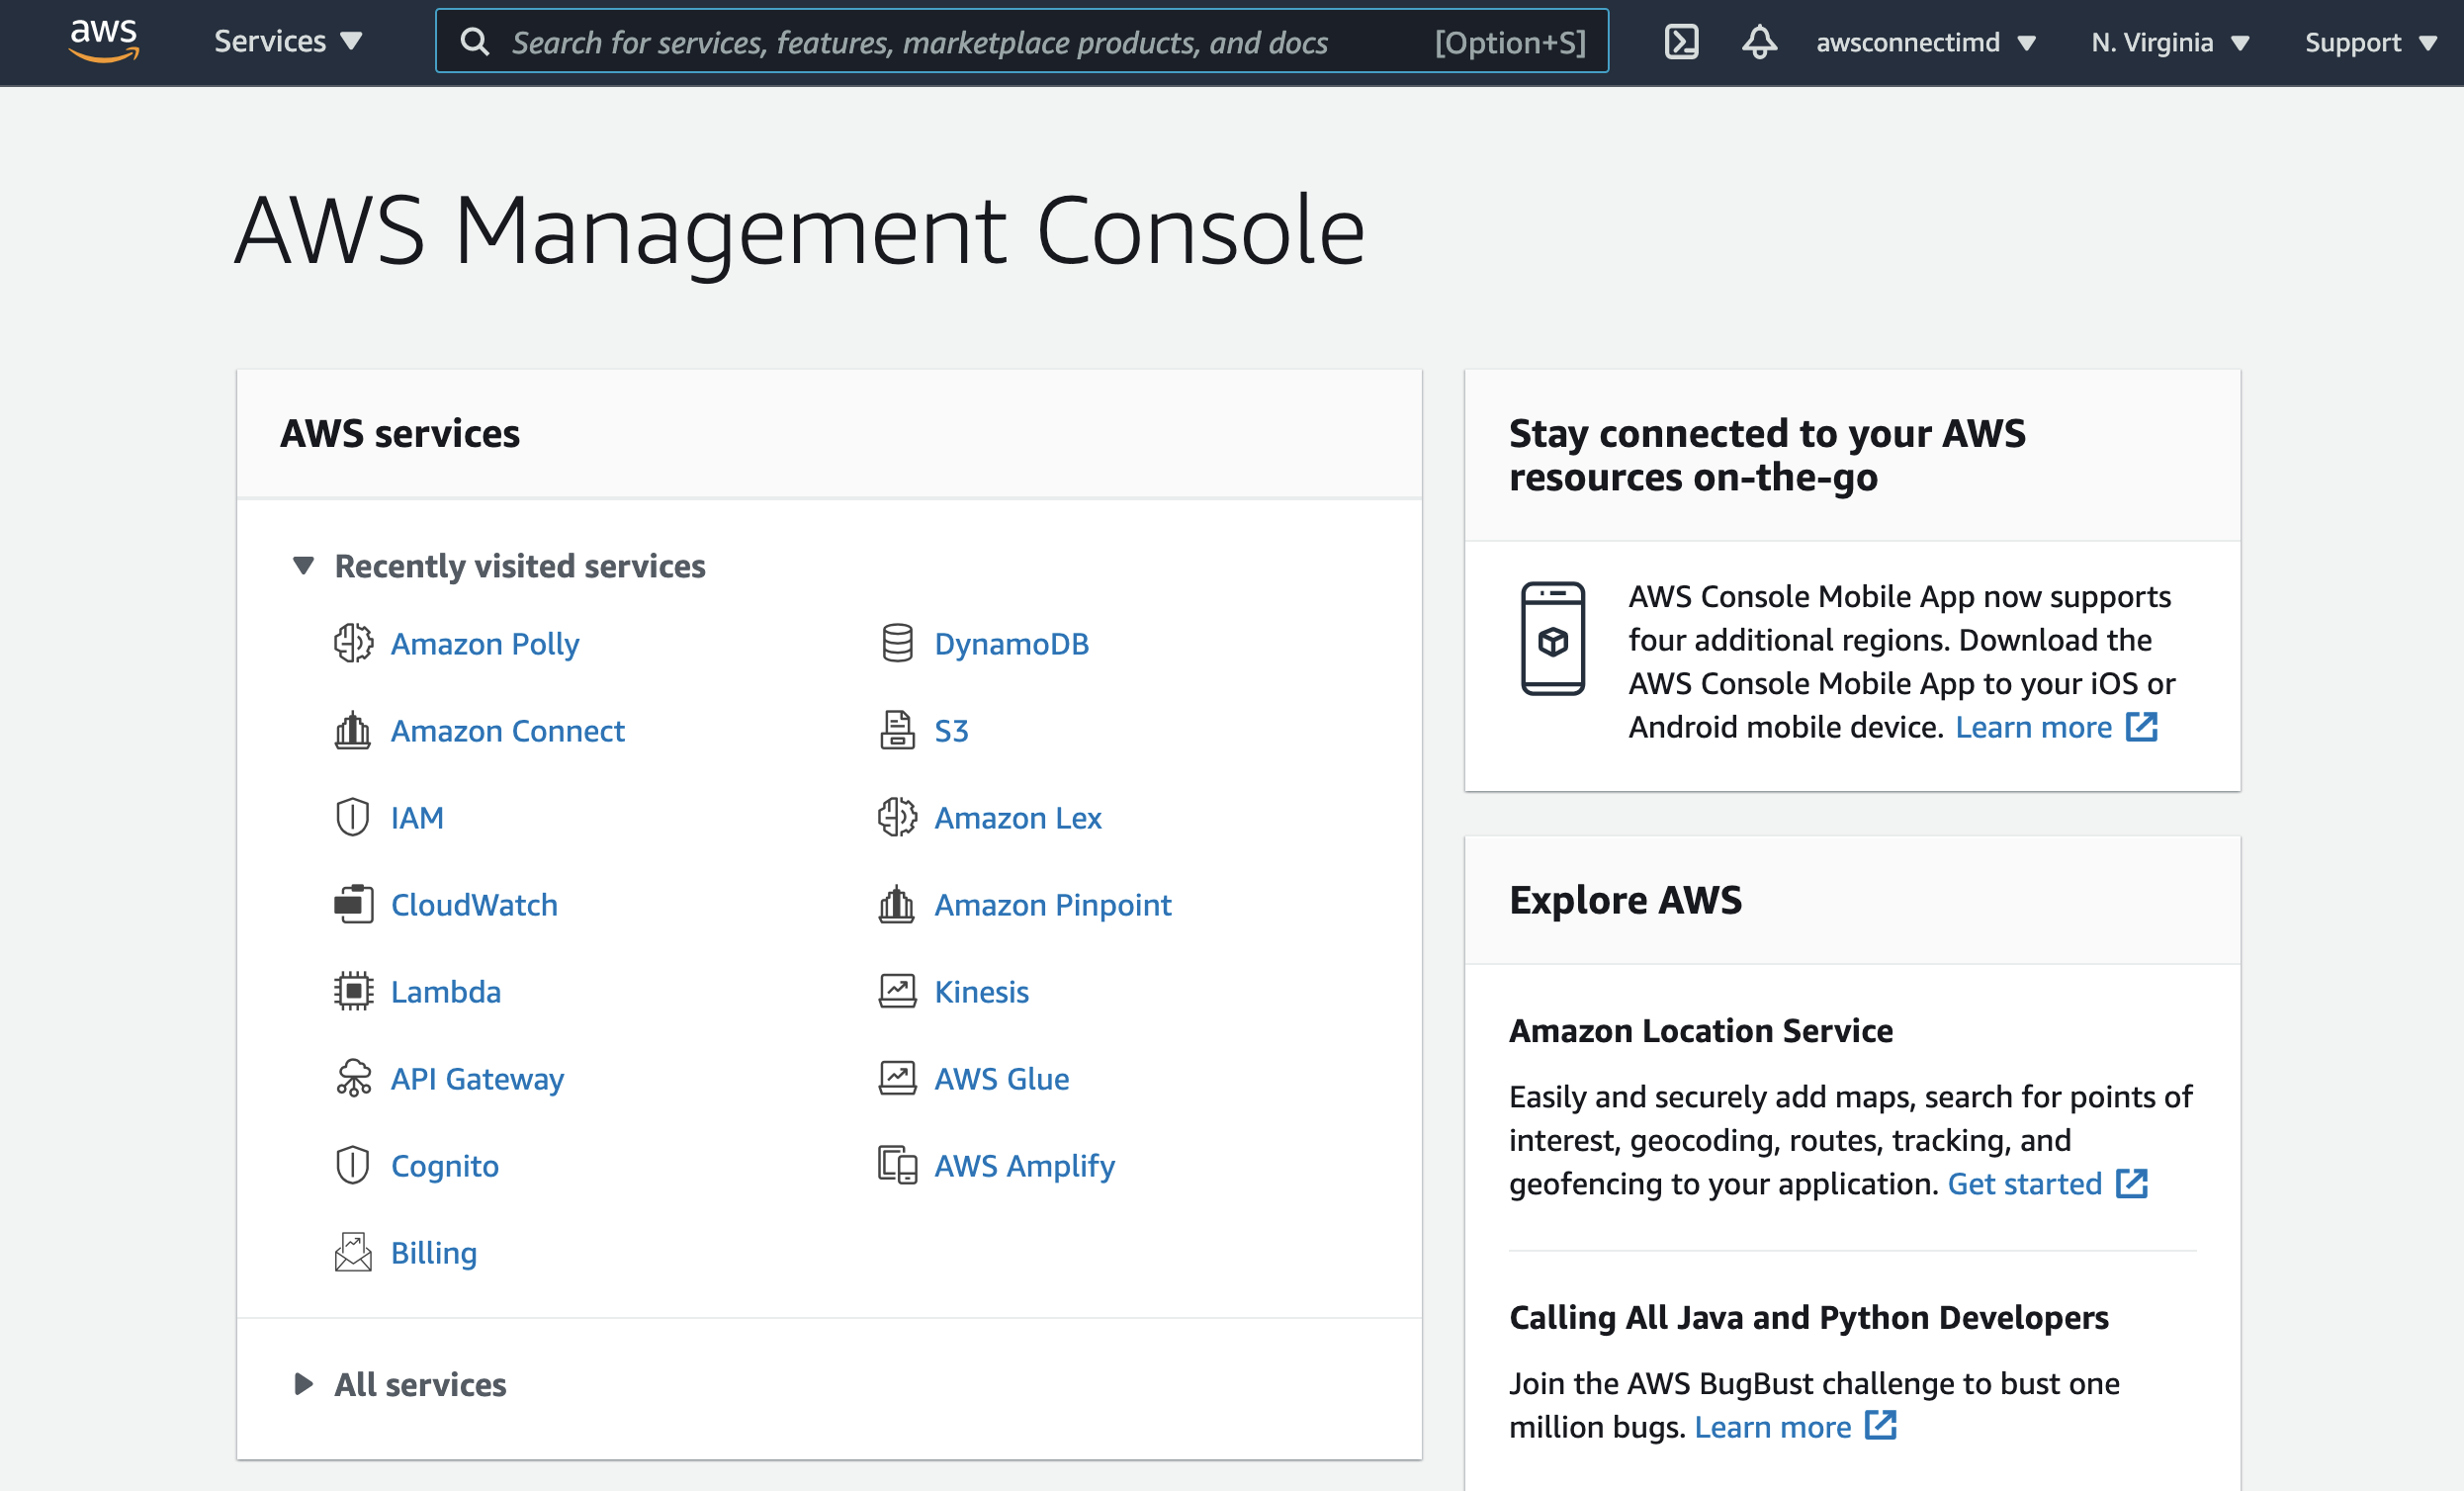 aws
Services
Search for services, features, marketplace products, and docs [Option+S]
awsconnectimd
N. Virginia
Support
AWS Management Console
AWS services
Recently visited services
Amazon Polly
Amazon Connect
IAM
CloudWatch
Lambda
API Gateway
Cognito
Billing
DynamoDB
S3
Amazon Lex
Amazon Pinpoint
Kinesis
AWS Glue
AWS Amplify
All services
Stay connected to your AWS
resources on-the-go
AWS Console Mobile App now supports
four additional regions. Download the
AWS Console Mobile App to your iOS or
Android mobile device. Learn more
Explore AWS
Amazon Location Service
Easily and securely add maps, search for points of
interest, geocoding, routes, tracking, and
geofencing to your application. Get started
Calling All Java and Python Developers
Join the AWS BugBust challenge to bust one
million bugs. Learn more